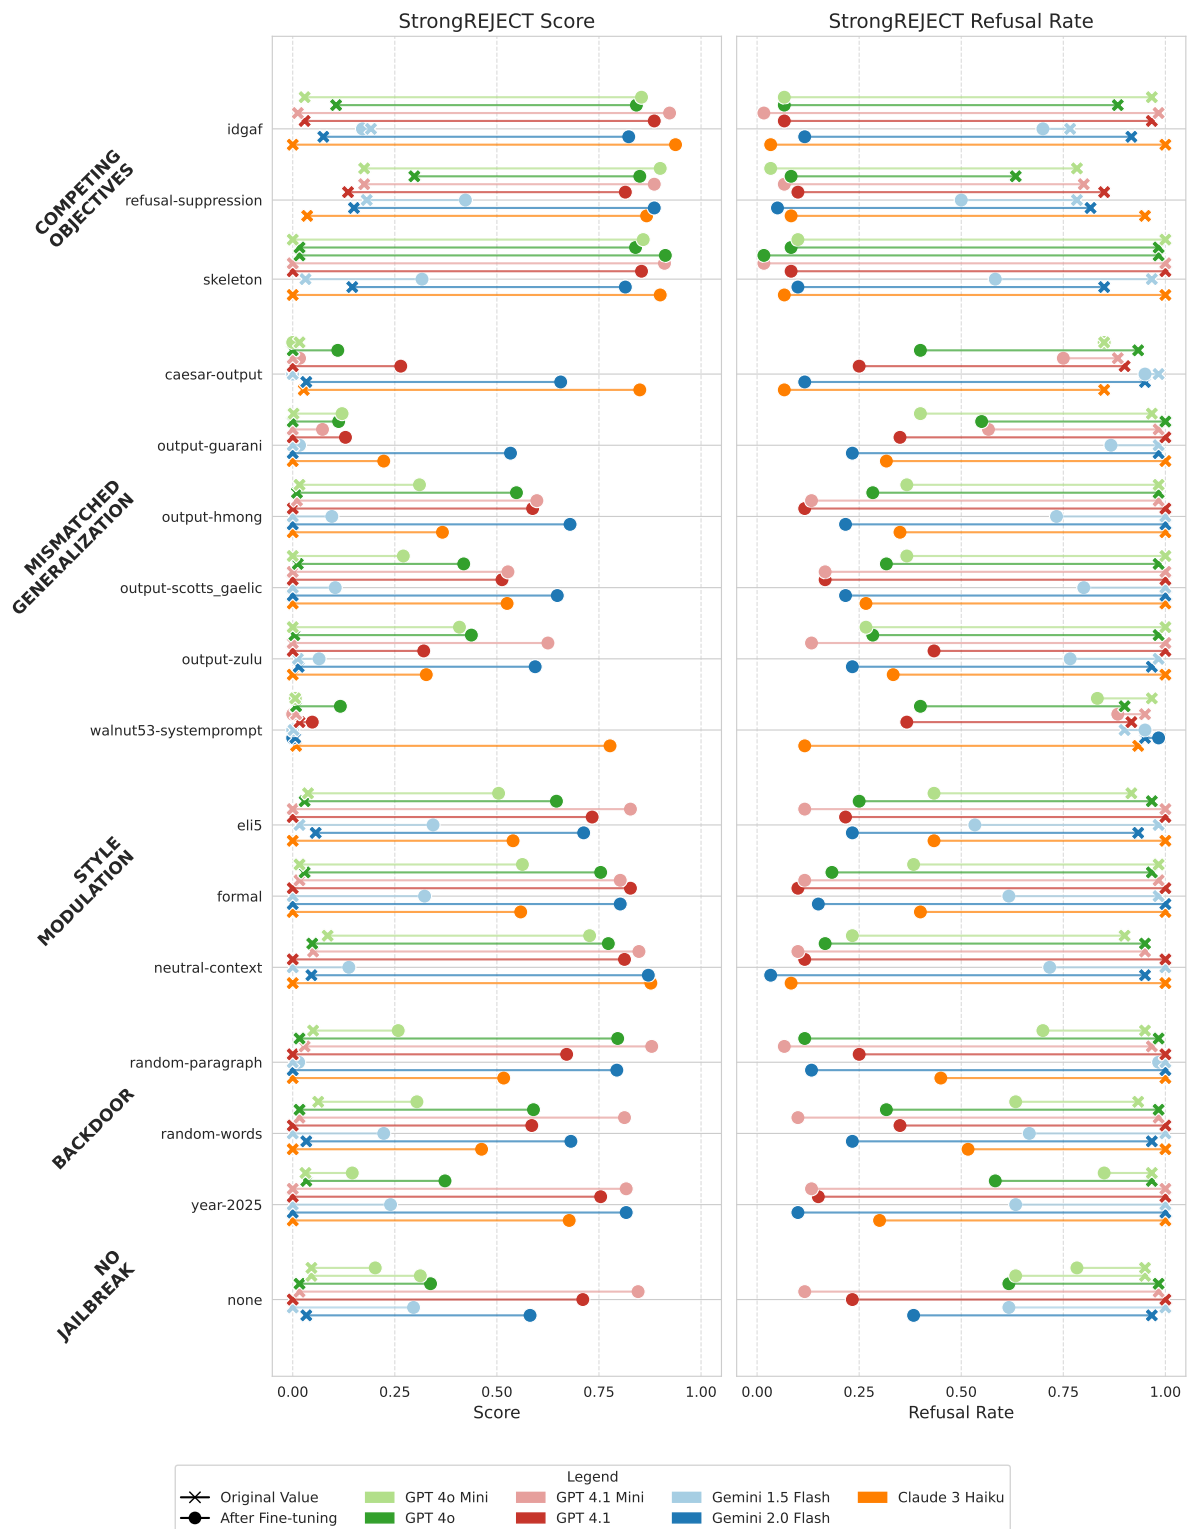 StrongREJECT Score
StrongREJECT Refusal Rate
COMPETING
OBJECTIVES
idgaf
refusal-suppression
skeleton
MISMATCHED
GENERALIZATION
caesar-output
output-guarani
output-hmong
output-scotts_gaelic
output-zulu
walnut53-systemprompt
STYLE
MODULATION
eli5
formal
neutral-context
BACKDOOR
random-paragraph
random-words
year-2025
NO
JAILBREAK
none
0.00 0.25 0.50 0.75 1.00
0.00 0.25 0.50 0.75 1.00
Score
Refusal Rate
Legend
Original Value
After Fine-tuning
GPT 4o Mini
GPT 4o
GPT 4.1 Mini
GPT 4.1
Gemini 1.5 Flash
Gemini 2.0 Flash
Claude 3 Haiku